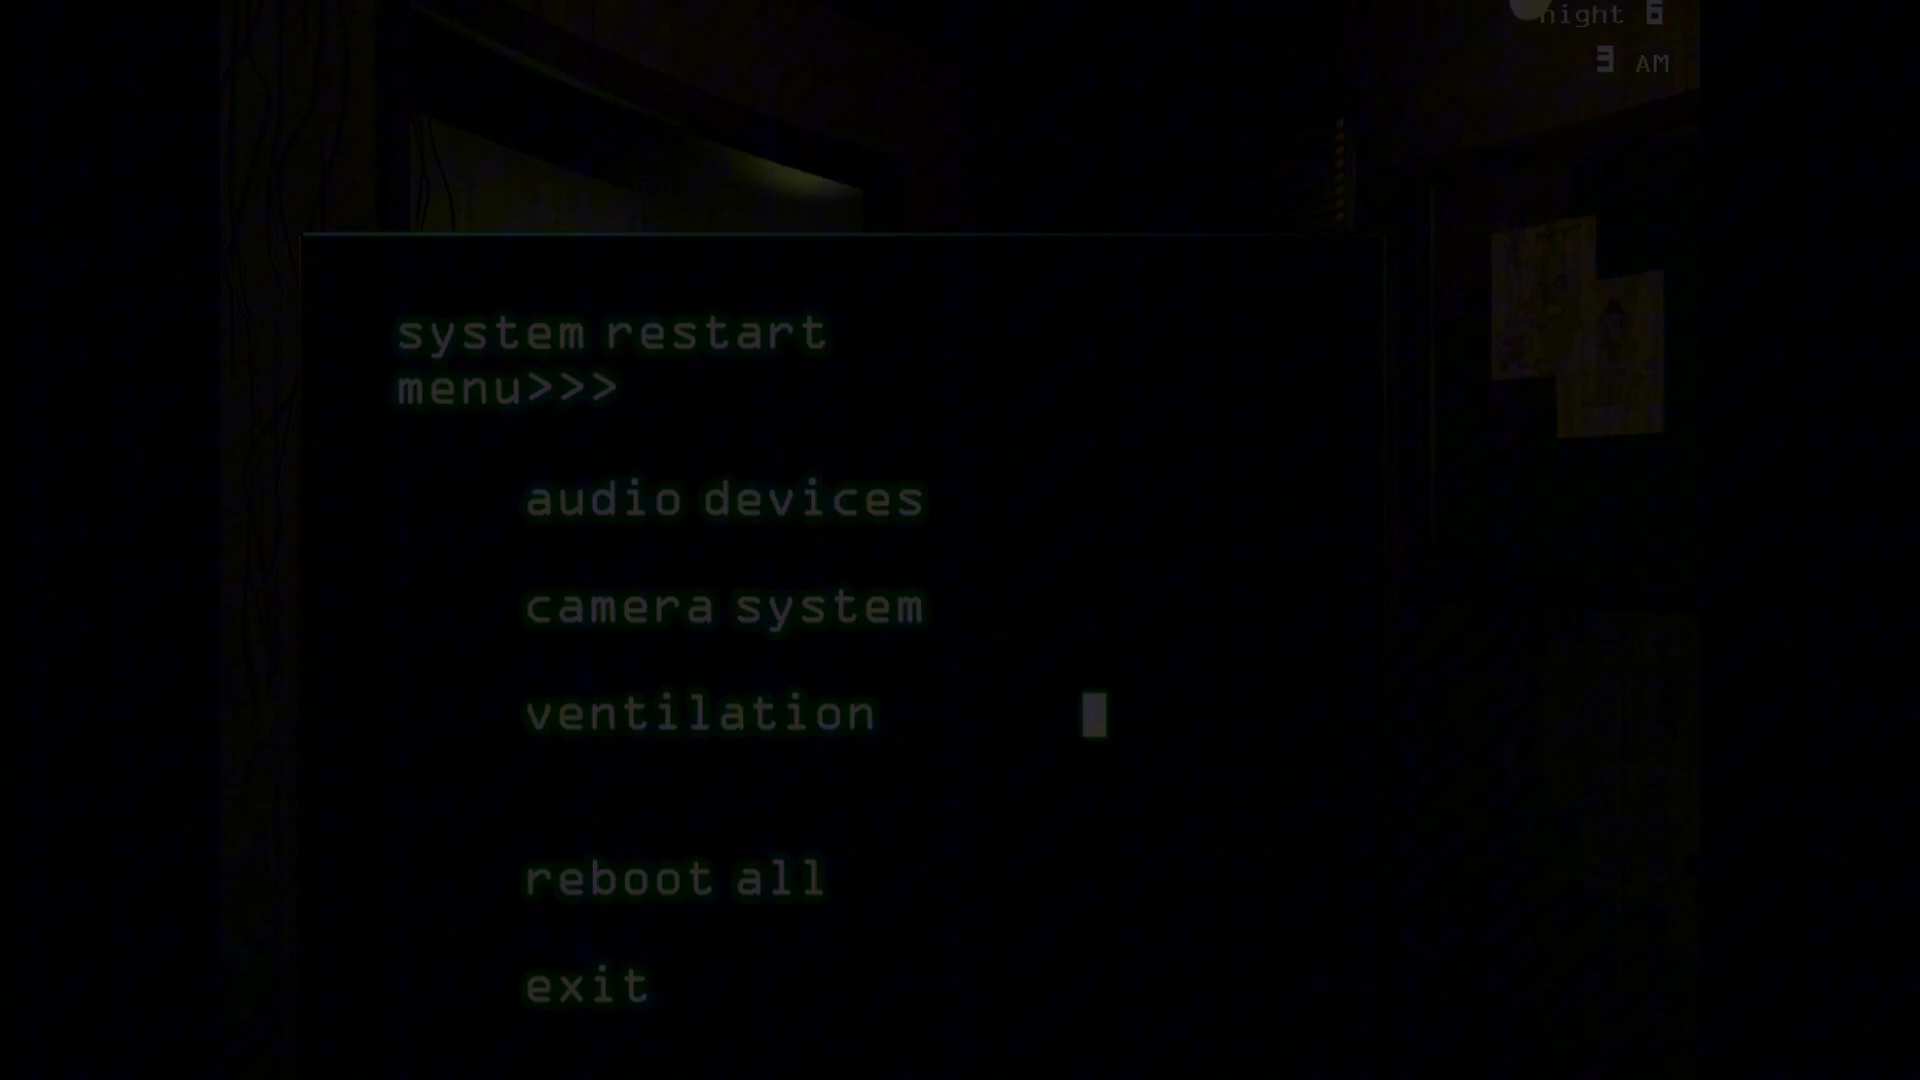 night 6
3 AM
system restart
menu>>>
audio devices
camera system
ventilation
reboot all
exit